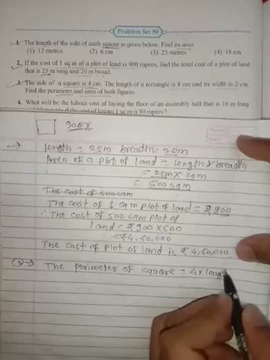 Problem Set 50
1. The length of the side of each square is given below. Find its area
(1) 12 metres (2) 6 cm (3) 25 metres (4) 18 cm
2. If the cost of 1 sq m of a plot of land is 900 rupees, find the total cost of a plot of land
that is 25 m long and 20 m broad.
3. The side of a square is 4 cm. The length of a rectangle is 8 cm and its width is 2 cm.
Find the perimeter and area of both figures.
4. What will be the labour cost of laying the floor of an assembly hall that is 16 m long
is 80 rupees?
900₹
→ length = 25m breadth = 20m
Area of a plot of land = length × breadth
= 25m × 20m
= 500 sqm
The cost of 500 sqm
The cost of 1 sqm plot of land = ₹ 900
∴ The cost of 500 sqm plot of
land = ₹ 900 × 500
= ₹ 4,50,000
The cost of plot of land is ₹ 4,50,000
The perimeter of square = 4 × length